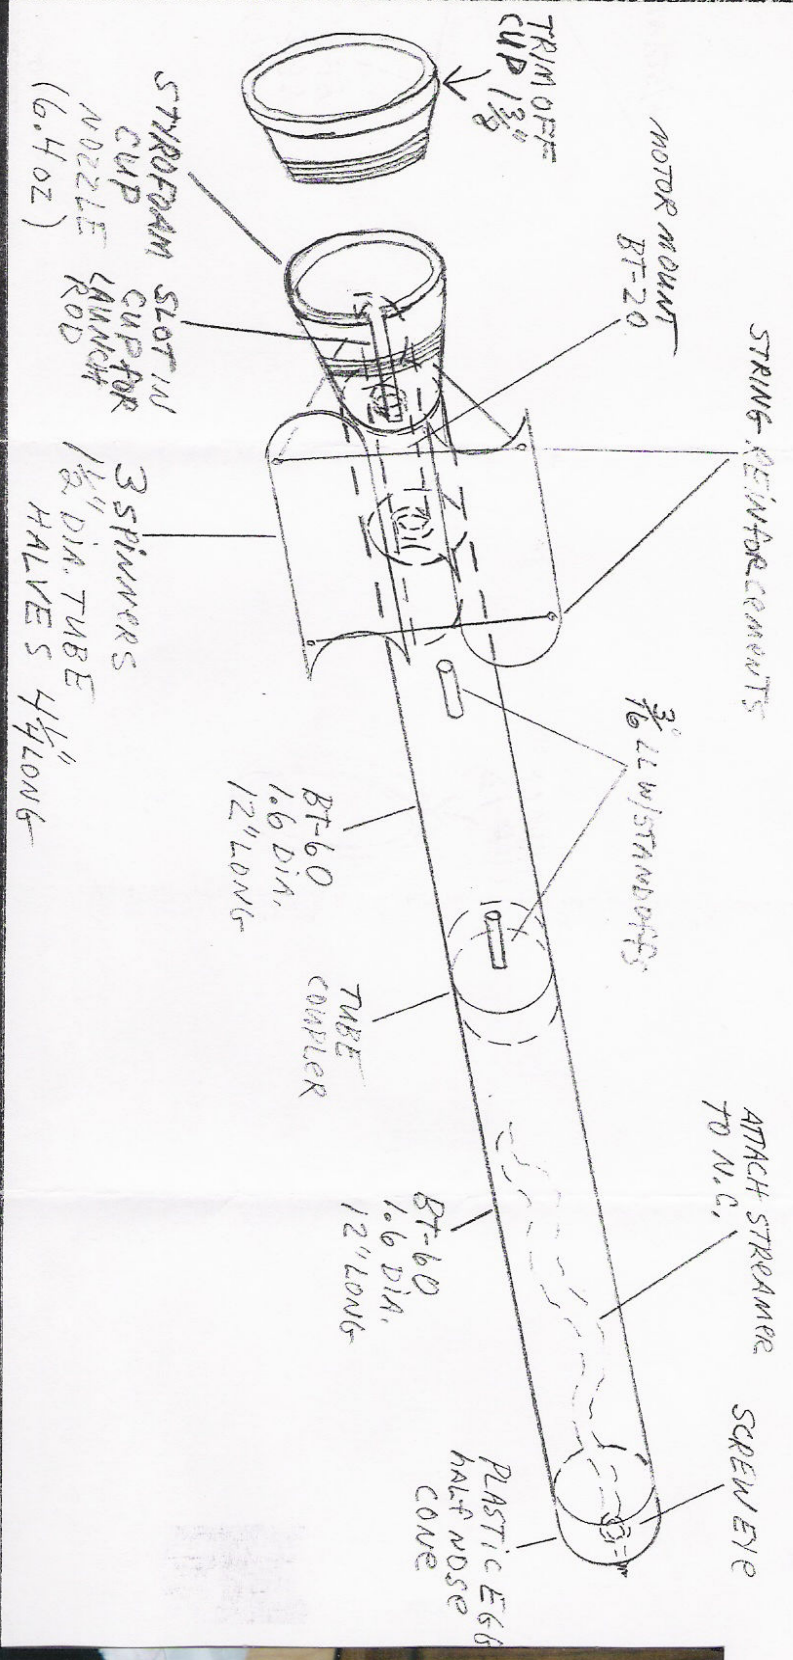 TRIM OFF
CUP 1 3/8"
MOTOR MOUNT
BT-20
STRING REINFORCEMENTS
STYROFOAM
CUP
NOZZLE
(6.4 OZ)
SLOT IN
CUP FOR
LAUNCH
ROD
3 SPINNERS
1 1/2" DIA. TUBE
HALVES 4 1/4" LONG
3/16" LL W/STANDOFFS
BT-60
1.6 DIA.
12" LONG
TUBE
COUPLER
ATTACH STREAMER
TO N.C.
BT-60
1.6 DIA.
12" LONG
SCREW EYE
PLASTIC EGG
HALF NOSE
CONE